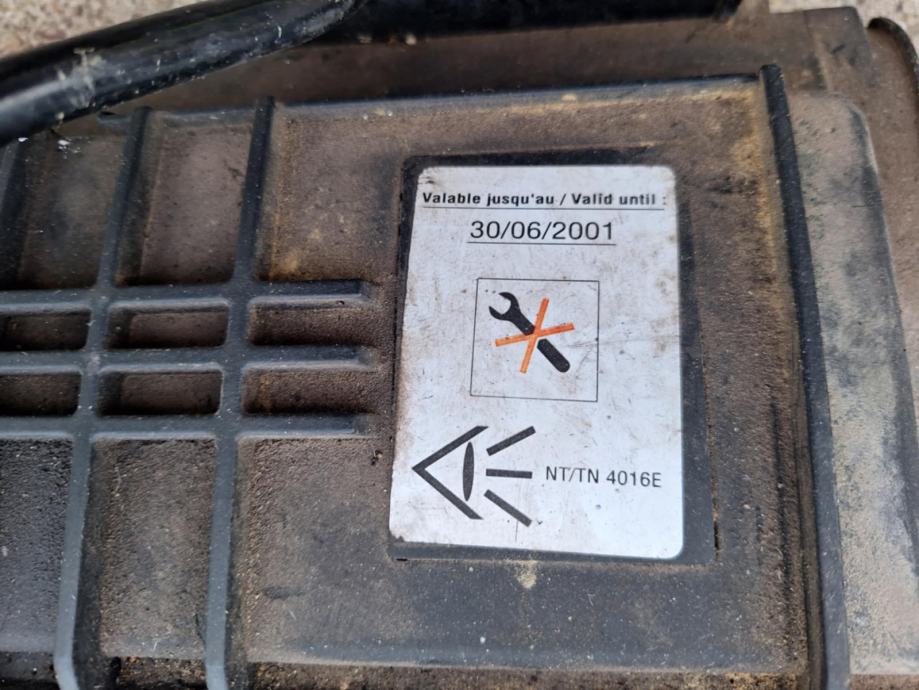 Valable jusqu'au / Valid until :
30/06/2001
NT/TN 4016E